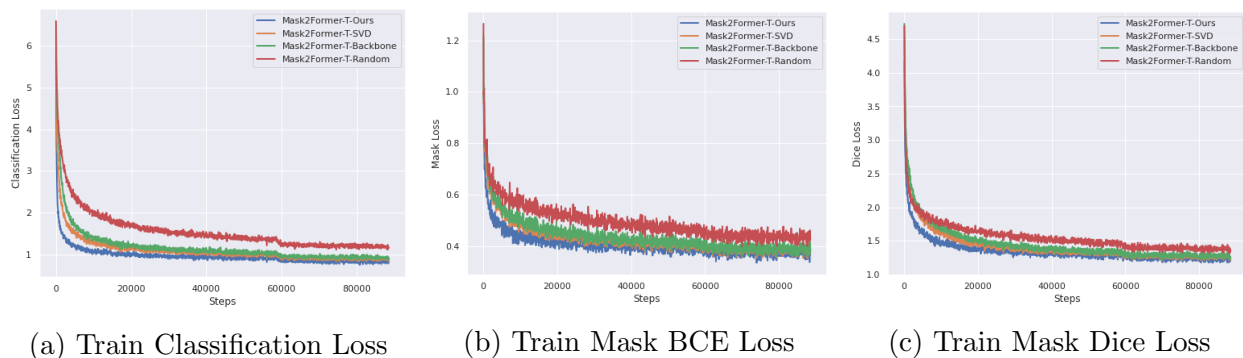 Mask2Former-T-Ours
Mask2Former-T-SVD
Mask2Former-T-Backbone
Mask2Former-T-Random
Classification Loss
6
5
4
3
2
1
0
20000
40000
60000
80000
Steps
(a) Train Classification Loss
Mask2Former-T-Ours
Mask2Former-T-SVD
Mask2Former-T-Backbone
Mask2Former-T-Random
Mask Loss
1.2
1.0
0.8
0.6
0.4
0
20000
40000
60000
80000
Steps
(b) Train Mask BCE Loss
Mask2Former-T-Ours
Mask2Former-T-SVD
Mask2Former-T-Backbone
Mask2Former-T-Random
Dice Loss
4.5
4.0
3.5
3.0
2.5
2.0
1.5
1.0
0
20000
40000
60000
80000
Steps
(c) Train Mask Dice Loss